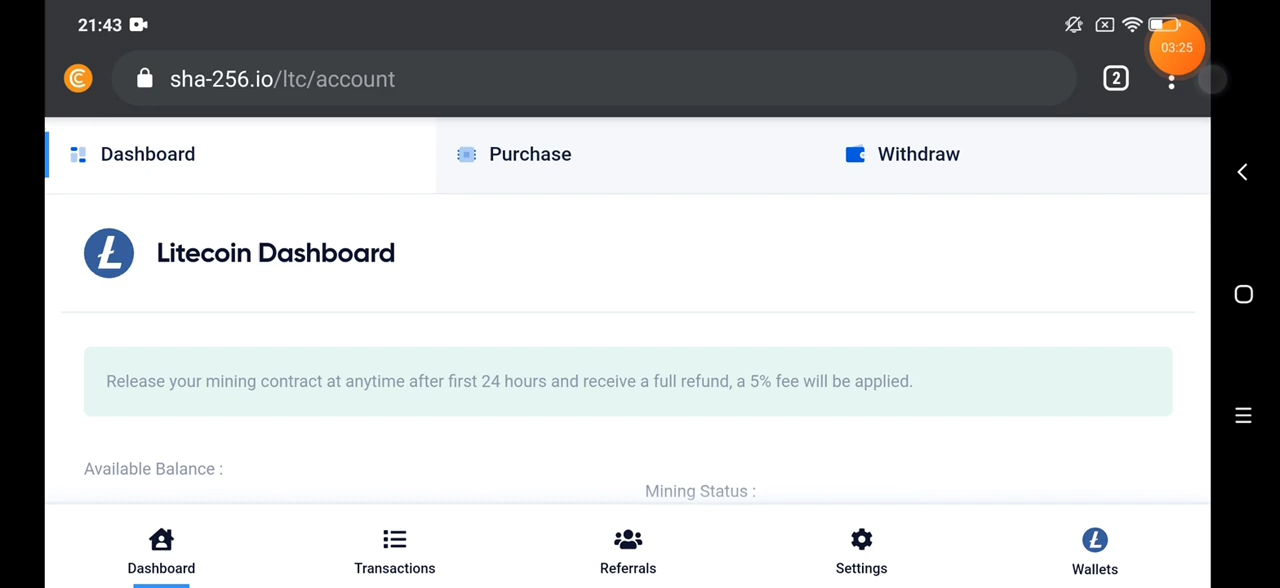 21:43
03:25
sha-256.io/ltc/account
2
Dashboard
Purchase
Withdraw
Litecoin Dashboard
Release your mining contract at anytime after first 24 hours and receive a full refund, a 5% fee will be applied.
Available Balance :
Mining Status :
Dashboard
Transactions
Referrals
Settings
Wallets